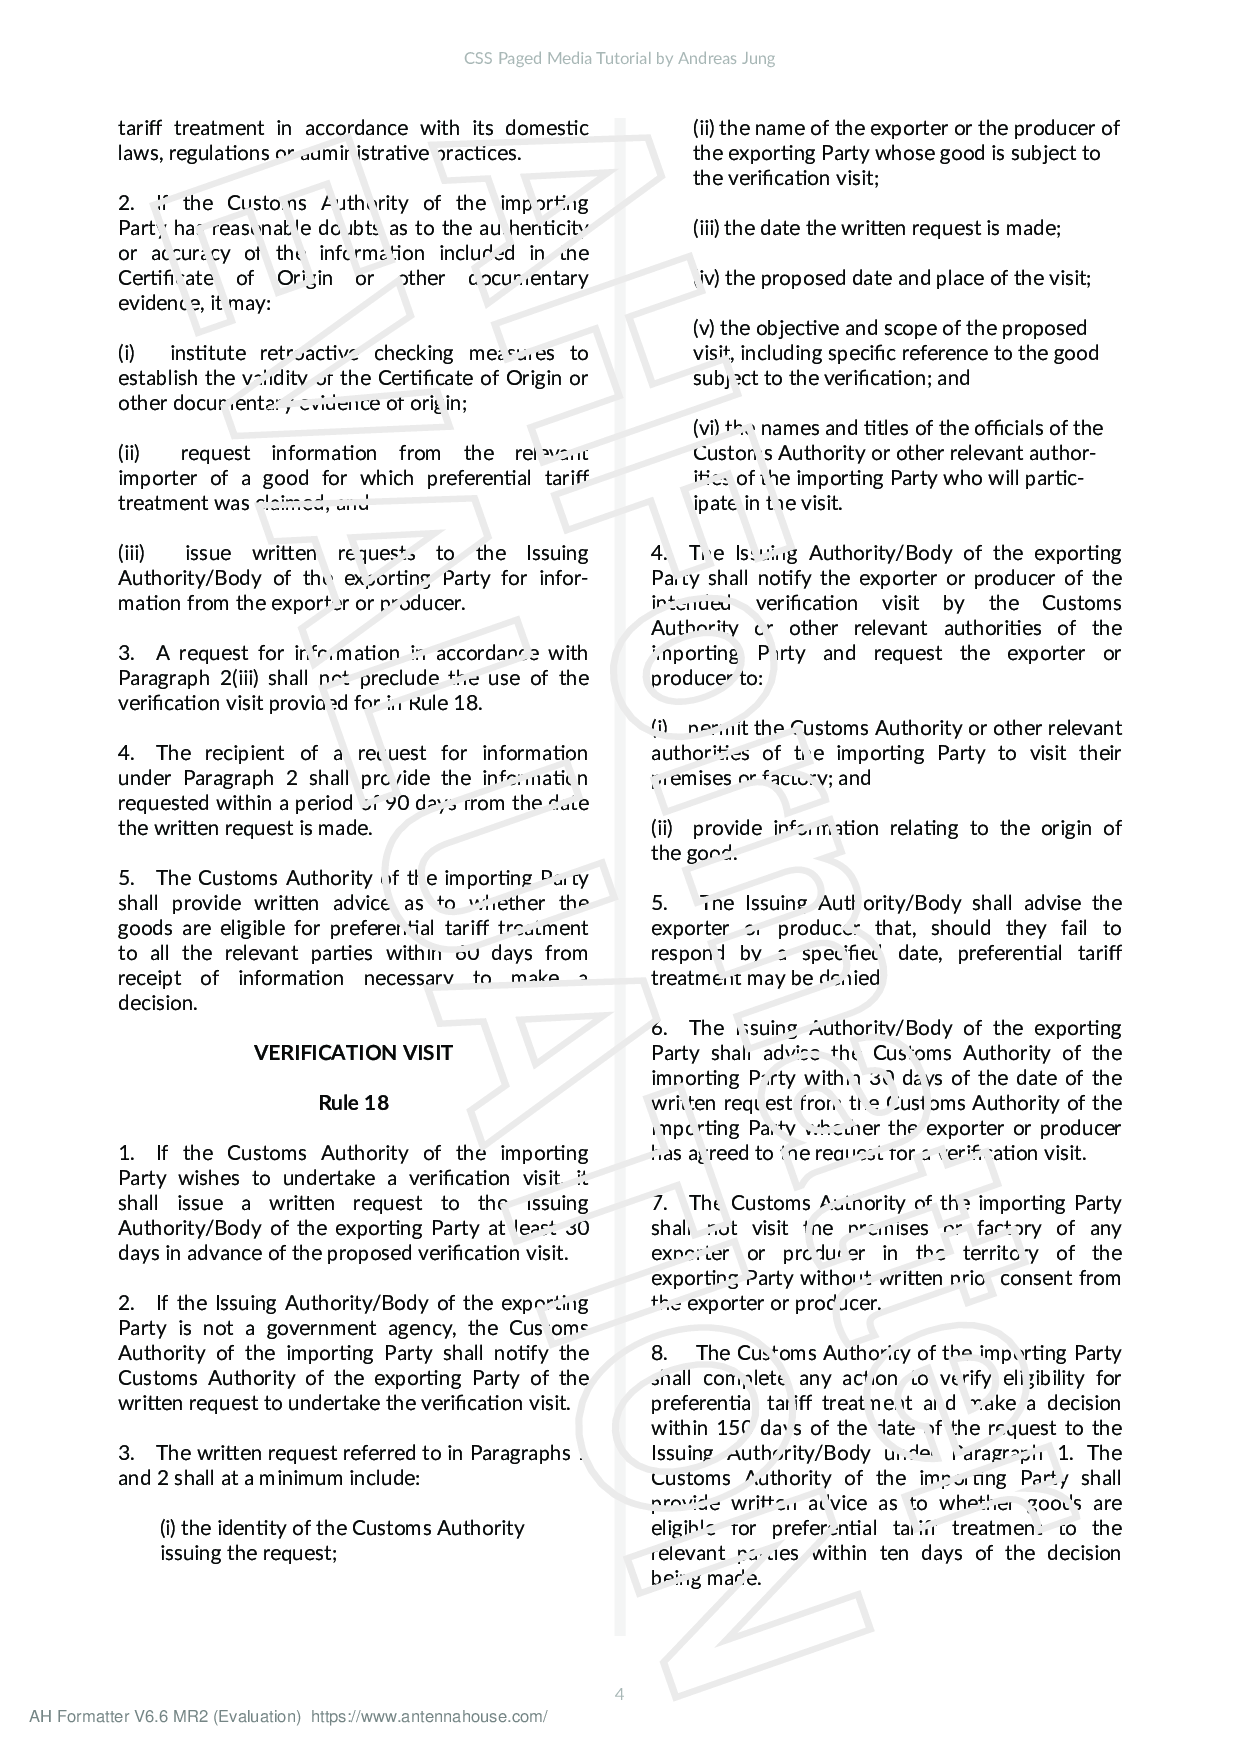 CSS Paged Media Tutorial by Andreas Jung
tariff treatment in accordance with its domestic
laws, regulations or administrative practices.
2. If the Customs Authority of the importing
Party has reasonable doubts as to the authenticity
or accuracy of the information included in the
Certificate of Origin or other documentary
evidence, it may:
(i) institute retroactive checking measures to
establish the validity of the Certificate of Origin or
other documentary evidence of origin;
(ii) request information from the relevant
importer of a good for which preferential tariff
treatment was claimed; and
(iii) issue written requests to the Issuing
Authority/Body of the exporting Party for infor-
mation from the exporter or producer.
3. A request for information in accordance with
Paragraph 2(iii) shall not preclude the use of the
verification visit provided for in Rule 18.
4. The recipient of a request for information
under Paragraph 2 shall provide the information
requested within a period of 90 days from the date
the written request is made.
5. The Customs Authority of the importing Party
shall provide written advice as to whether the
goods are eligible for preferential tariff treatment
to all the relevant parties within 60 days from
receipt of information necessary to make a
decision.
VERIFICATION VISIT
Rule 18
1. If the Customs Authority of the importing
Party wishes to undertake a verification visit, it
shall issue a written request to the Issuing
Authority/Body of the exporting Party at least 30
days in advance of the proposed verification visit.
2. If the Issuing Authority/Body of the exporting
Party is not a government agency, the Customs
Authority of the importing Party shall notify the
Customs Authority of the exporting Party of the
written request to undertake the verification visit.
3. The written request referred to in Paragraphs 1
and 2 shall at a minimum include:
(i) the identity of the Customs Authority
issuing the request;
(ii) the name of the exporter or the producer of
the exporting Party whose good is subject to
the verification visit;
(iii) the date the written request is made;
(iv) the proposed date and place of the visit;
(v) the objective and scope of the proposed
visit, including specific reference to the good
subject to the verification; and
(vi) the names and titles of the officials of the
Customs Authority or other relevant author-
ities of the importing Party who will partic-
ipate in the visit.
4. The Issuing Authority/Body of the exporting
Party shall notify the exporter or producer of the
intended verification visit by the Customs
Authority or other relevant authorities of the
importing Party and request the exporter or
producer to:
(i) permit the Customs Authority or other relevant
authorities of the importing Party to visit their
premises or factory; and
(ii) provide information relating to the origin of
the good.
5. The Issuing Authority/Body shall advise the
exporter or producer that, should they fail to
respond by a specified date, preferential tariff
treatment may be denied
6. The Issuing Authority/Body of the exporting
Party shall advise the Customs Authority of the
importing Party within 30 days of the date of the
written request from the Customs Authority of the
importing Party whether the exporter or producer
has agreed to the request for a verification visit.
7. The Customs Authority of the importing Party
shall not visit the premises or factory of any
exporter or producer in the territory of the
exporting Party without written prior consent from
the exporter or producer.
8. The Customs Authority of the importing Party
shall complete any action to verify eligibility for
preferential tariff treatment and make a decision
within 150 days of the date of the request to the
Issuing Authority/Body under Paragraph 1. The
Customs Authority of the importing Party shall
provide written advice as to whether goods are
eligible for preferential tariff treatment to the
relevant parties within ten days of the decision
being made.
AHFormatter
EVALUATION
4
AH Formatter V6.6 MR2 (Evaluation) https://www.antennahouse.com/